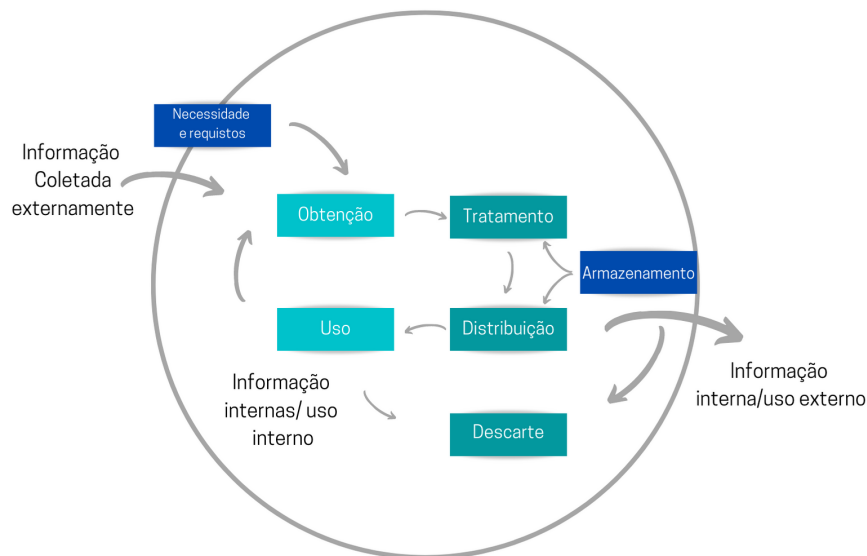 Necessidade
e requistos
Informação
Coletada
externamente
Obtenção
Tratamento
Armazenamento
Uso
Distribuição
Informação
internas/ uso
interno
Informação
interna/uso externo
Descarte